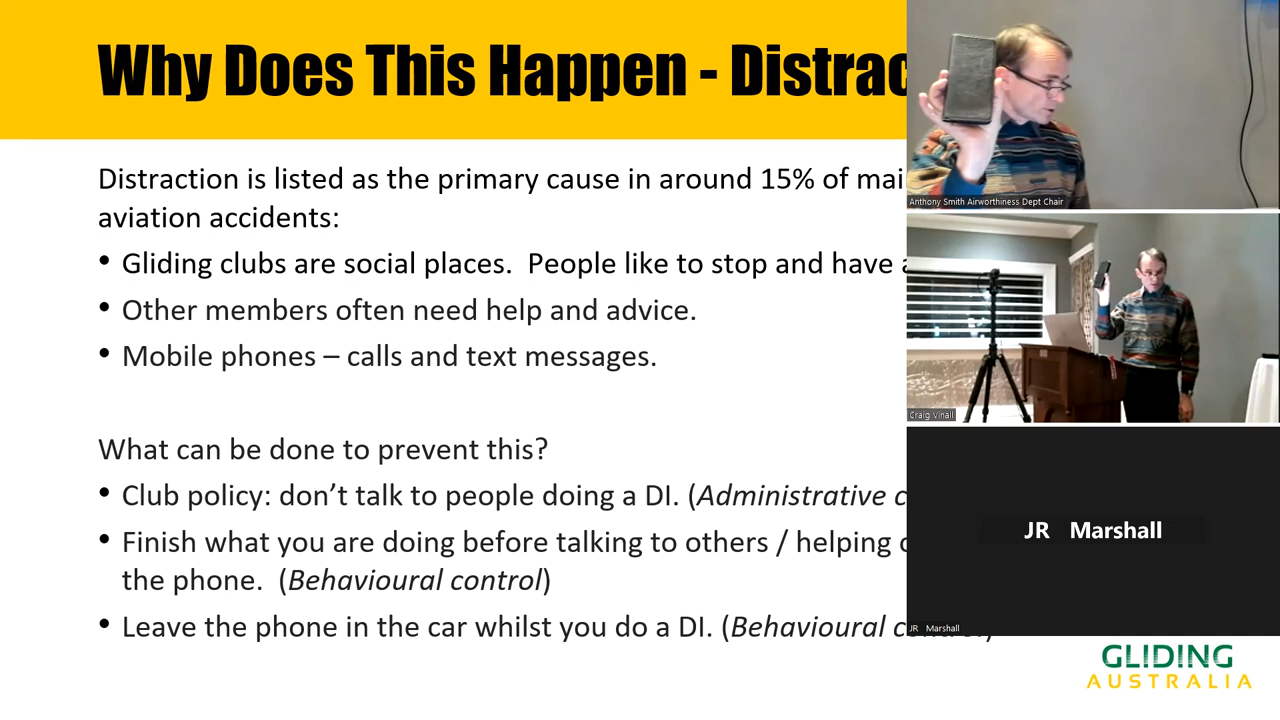 Why Does This Happen - Distrac
Distraction is listed as the primary cause in around 15% of mai
aviation accidents:
• Gliding clubs are social places.  People like to stop and have
• Other members often need help and advice.
• Mobile phones – calls and text messages.
What can be done to prevent this?
• Club policy: don’t talk to people doing a DI. (Administrative c
• Finish what you are doing before talking to others / helping
the phone.  (Behavioural control)
• Leave the phone in the car whilst you do a DI. (Behavioural
Anthony Smith Airworthiness Dept Chair
Craig Vinall
JR Marshall
JR Marshall
GLIDING
AUSTRALIA